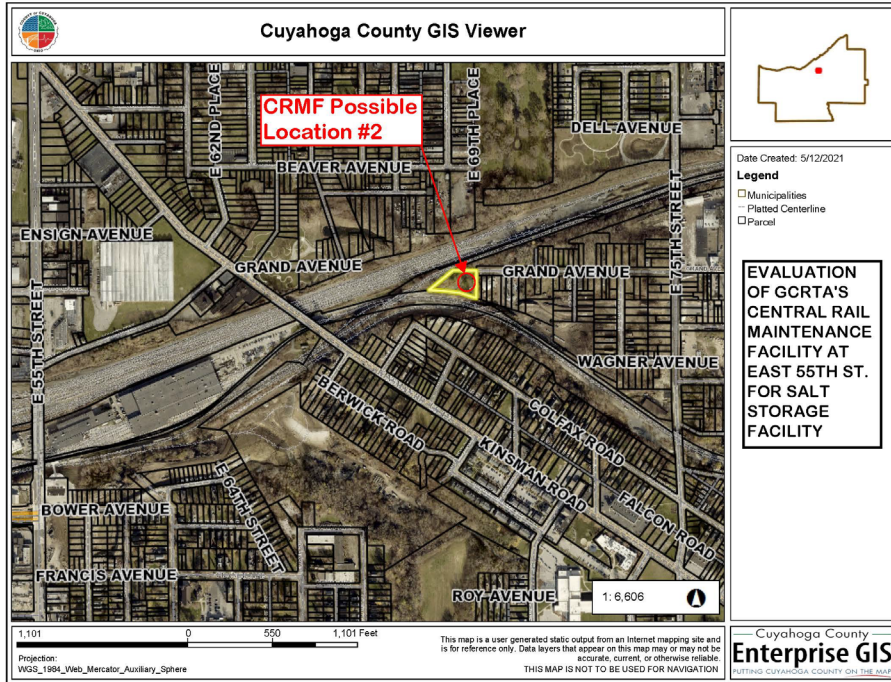 Cuyahoga County GIS Viewer
CRMF Possible
Location #2
E 62ND PLACE
E 69TH PLACE
DELL AVENUE
BEAVER AVENUE
ENSIGN AVENUE
GRAND AVENUE
GRAND AVENUE
E 75TH STREET
E 55TH STREET
WAGNER AVENUE
BERWICK ROAD
COLFAX ROAD
KINSMAN ROAD
FALCON ROAD
E 64TH STREET
BOWER AVENUE
FRANCIS AVENUE
ROY AVENUE
1: 6,606
Date Created: 5/12/2021
Legend
Municipalities
Platted Centerline
Parcel
EVALUATION
OF GCRTA'S
CENTRAL RAIL
MAINTENANCE
FACILITY AT
EAST 55TH ST.
FOR SALT
STORAGE
FACILITY
1,101
0
550
1,101 Feet
Projection:
WGS_1984_Web_Mercator_Auxiliary_Sphere
This map is a user generated static output from an Internet mapping site and
is for reference only. Data layers that appear on this map may or may not be
accurate, current, or otherwise reliable.
THIS MAP IS NOT TO BE USED FOR NAVIGATION
Cuyahoga County
Enterprise GIS
PUTTING CUYAHOGA COUNTY ON THE MAP